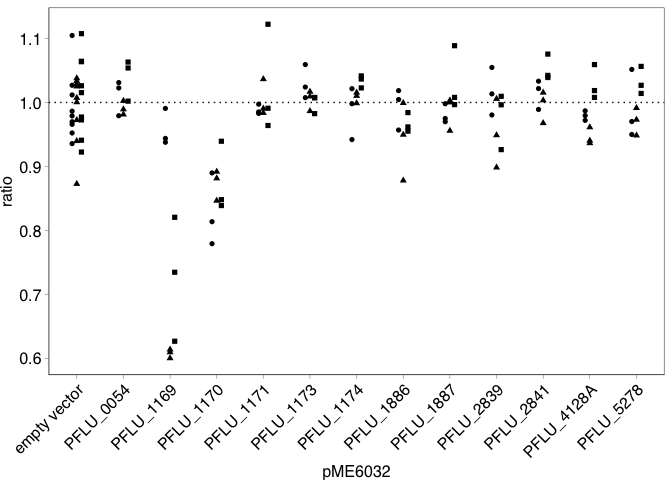 1.1
1.0
0.9
0.8
0.7
0.6
ratio
empty vector
PFLU_0054
PFLU_1169
PFLU_1170
PFLU_1171
PFLU_1173
PFLU_1174
PFLU_1886
PFLU_1887
PFLU_2839
PFLU_2841
PFLU_4128A
PFLU_5278
pME6032